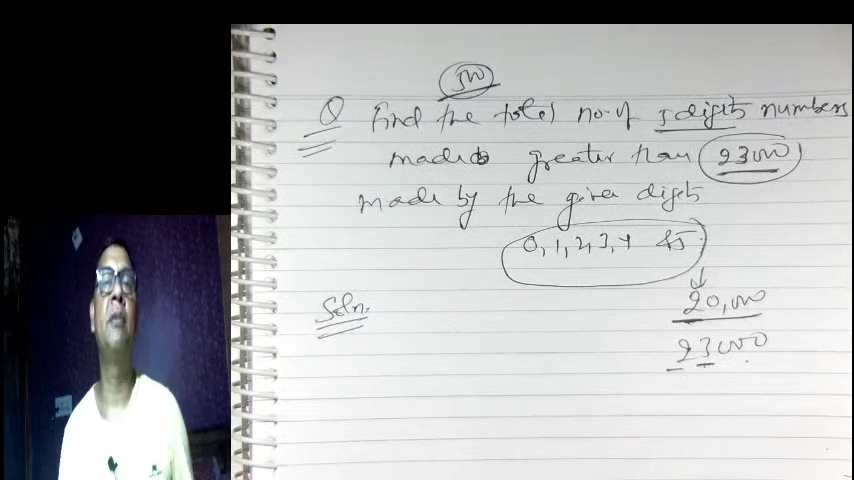 Q Find the total no. of 5 digits numbers
made greater than 23000
made by the given digits
0, 1, 2, 3, 4 & 5
Soln.
20,000
23000